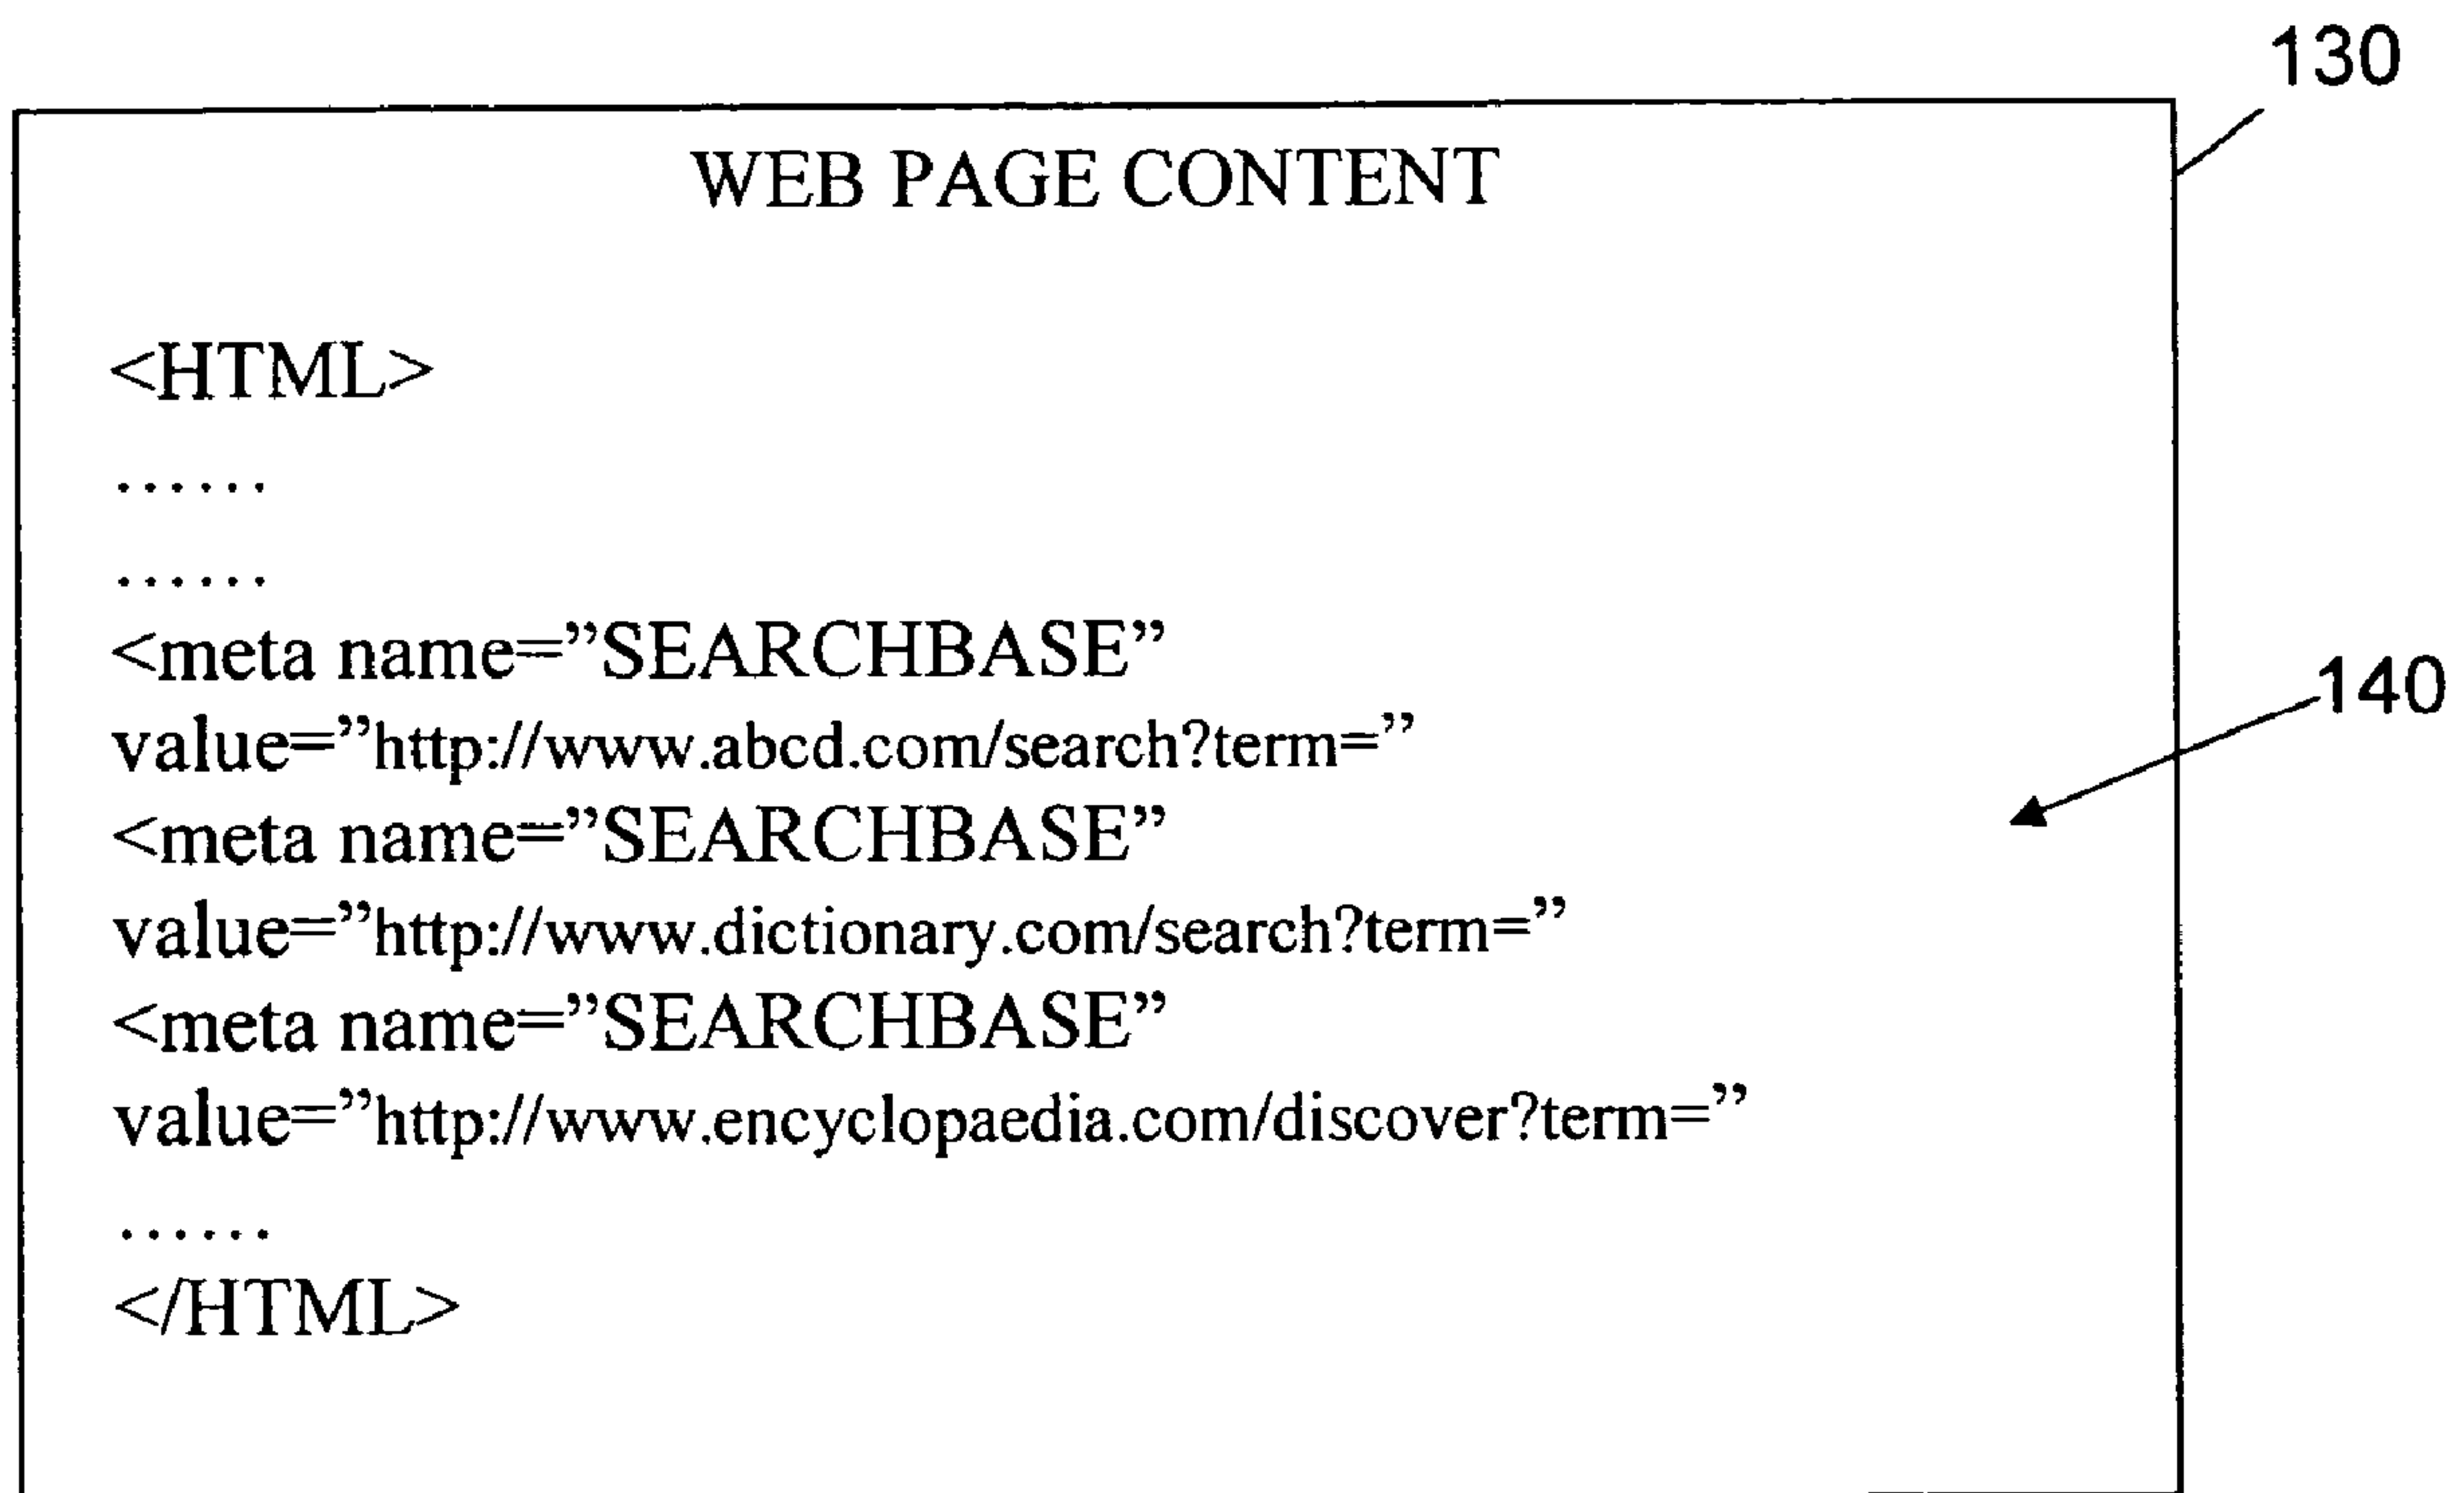 130
WEB PAGE CONTENT
<HTML>
......
......
<meta name=”SEARCHBASE”
value=”http://www.abcd.com/search?term=”
140
<meta name=”SEARCHBASE”
value=”http://www.dictionary.com/search?term=”
<meta name=”SEARCHBASE”
value=”http://www.encyclopaedia.com/discover?term=”
......
</HTML>